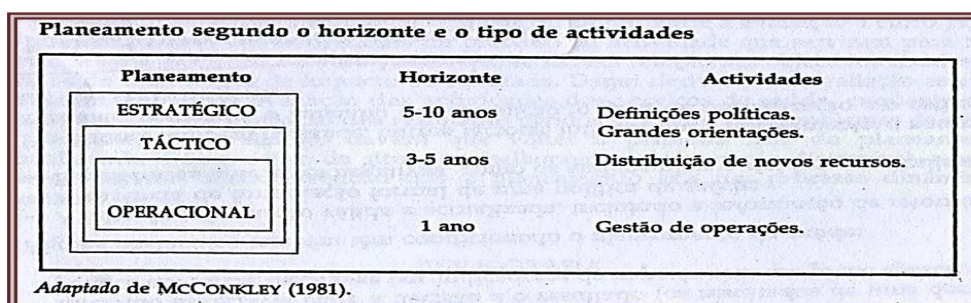 Planeamento segundo o horizonte e o tipo de actividades
Planeamento Horizonte Actividades
ESTRATÉGICO 5-10 anos Definições políticas.
Grandes orientações.
TÁCTICO
3-5 anos Distribuição de novos recursos.
OPERACIONAL
1 ano Gestão de operações.
Adaptado de MCCONKLEY (1981).